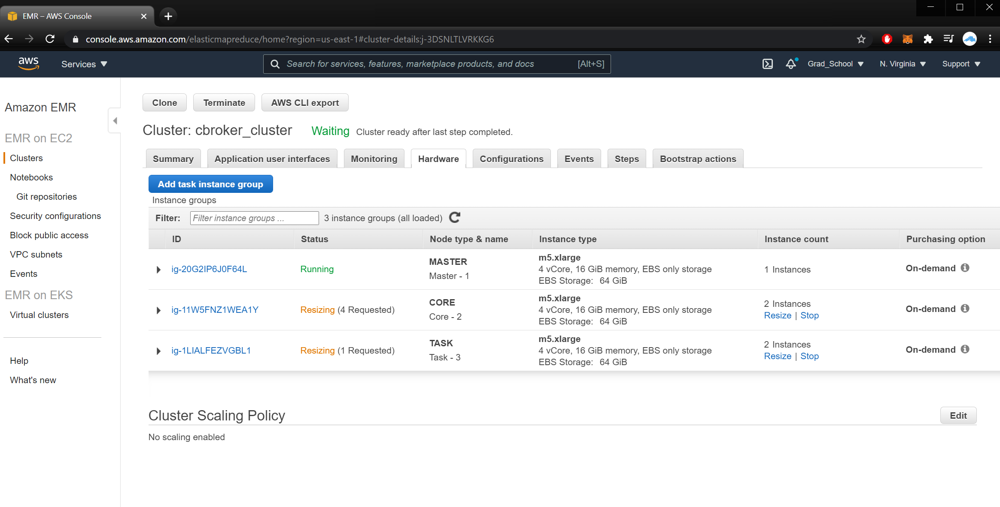 EMR – AWS Console
console.aws.amazon.com/elasticmapreduce/home?region=us-east-1#cluster-details:j-3DSNLTLVRKKG6
aws
Services
Search for services, features, marketplace products, and docs [Alt+S]
Grad_School
N. Virginia
Support
Amazon EMR
EMR on EC2
Clusters
Notebooks
Git repositories
Security configurations
Block public access
VPC subnets
Events
EMR on EKS
Virtual clusters
Help
What's new
Clone
Terminate
AWS CLI export
Cluster: cbroker_cluster
Waiting
Cluster ready after last step completed.
Summary
Application user interfaces
Monitoring
Hardware
Configurations
Events
Steps
Bootstrap actions
Add task instance group
Instance groups
Filter: Filter instance groups ... 3 instance groups (all loaded)
ID Status Node type & name Instance type Instance count Purchasing option
ig-20G2IP6J0F64L
Running
MASTER
Master - 1
m5.xlarge
4 vCore, 16 GiB memory, EBS only storage
EBS Storage: 64 GiB
1 Instances
On-demand
ig-11W5FNZ1WEA1Y
Resizing (4 Requested)
CORE
Core - 2
m5.xlarge
4 vCore, 16 GiB memory, EBS only storage
EBS Storage: 64 GiB
2 Instances
Resize | Stop
On-demand
ig-1LIALFEZVGBL1
Resizing (1 Requested)
TASK
Task - 3
m5.xlarge
4 vCore, 16 GiB memory, EBS only storage
EBS Storage: 64 GiB
2 Instances
Resize | Stop
On-demand
Cluster Scaling Policy
Edit
No scaling enabled